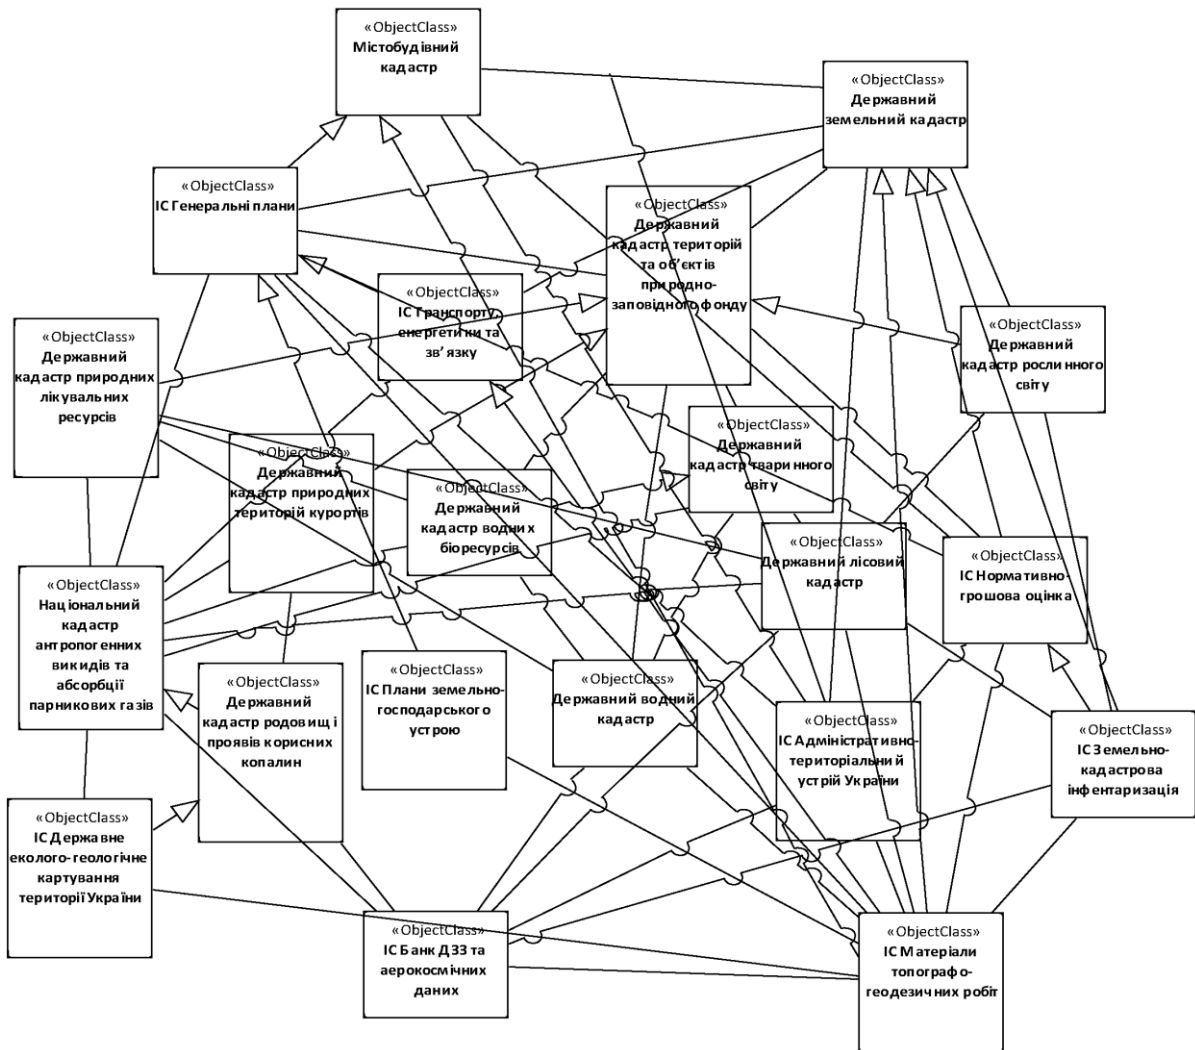 «ObjectClass»
Містобудівний
кадастр
«ObjectClass»
Державний
земельний кадастр
«ObjectClass»
ІС Генеральні плани
«ObjectClass»
Державний
кадастр територій
та об'єктів
природно-
заповідного фонду
«ObjectClass»
ІС Транспорту,
енергетики та
зв'язку
«ObjectClass»
Державний
кадастр рослинного
світу
«ObjectClass»
Державний
кадастр природних
лікувальних
ресурсів
«ObjectClass»
Державний
кадастр тваринного
світу
«ObjectClass»
Державний
кадастр природних
територій курортів
«ObjectClass»
Державний
кадастр водних
біоресурсів
«ObjectClass»
Державний лісовий
кадастр
«ObjectClass»
ІС Нормативно-
грошова оцінка
«ObjectClass»
Національний
кадастр
антропогенних
викидів та
абсорбції
парникових газів
«ObjectClass»
Державний
кадастр родовищ і
проявів корисних
копалин
«ObjectClass»
ІС Плани земельно-
господарського
устрою
«ObjectClass»
Державний водний
кадастр
«ObjectClass»
ІС Адміністративно-
територіальний
устрій України
«ObjectClass»
ІС Земельно-
кадастрова
інфентаризація
«ObjectClass»
ІС Державне
еколого-геологічне
картування
території України
«ObjectClass»
ІС Банк ДЗЗ та
аерокосмічних
даних
«ObjectClass»
ІС Матеріали
топографо-
геодезичних робіт